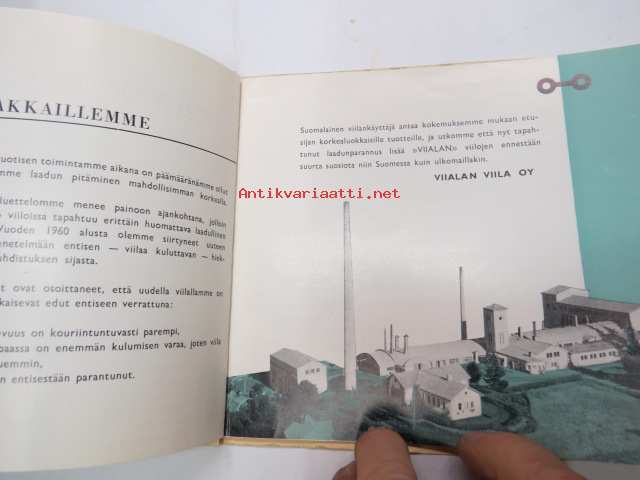 AKKAILLEMME
uotisen toimintamme aikana on päämääränämme ollut
mme laadun pitäminen mahdollisimman korkealla.
luettelomme menee painoon ajankohtana, jolloin
viiloissa tapahtuu erittäin huomattava laadullinen
Vuoden 1960 alusta olemme siirtyneet uuteen
enetelmään entisen — viilaa kuluttavan — hiek-
uhdistuksen sijasta.
t ovat osoittaneet, että uudella viilallamme on
kaisevat edut entiseen verrattuna:
vuus on kouriintuntuvasti parempi,
paassa on enemmän kulumisen varaa, joten viila
uemmin,
n entisestään parantunut.
Suomalainen viilankäyttäjä antaa kokemuksemme mukaan etu-
sijan korkealuokkaisille tuotteille, ja uskomme että nyt tapah-
tunut laadunparannus lisää »VIIALAN» viilojen ennestään
suurta suosiota niin Suomessa kuin ulkomaillakin.
VIIALAN VIILA OY
Antikvariaatti.net